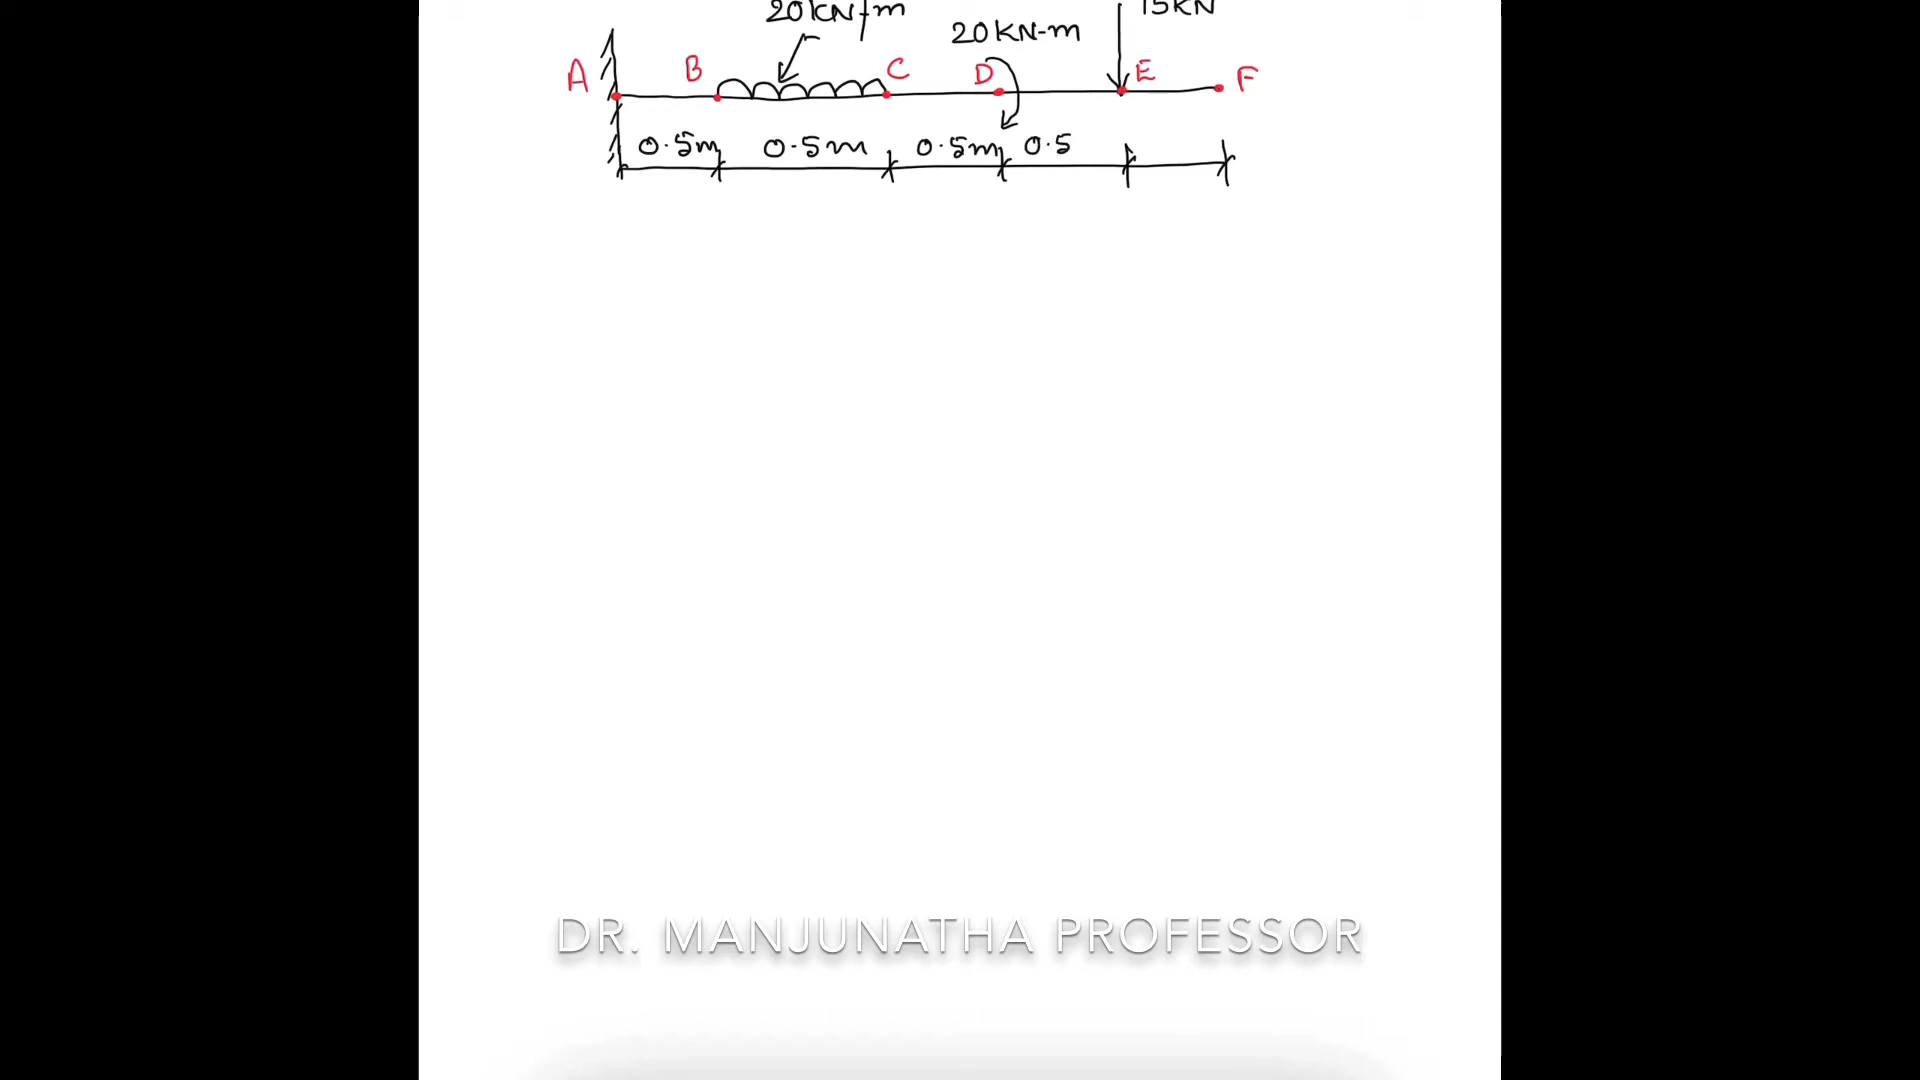 20KN/m
15KN
20KN-m
A B C D E F
0.5m 0.5m 0.5m 0.5
DR. MANJUNATHA PROFESSOR